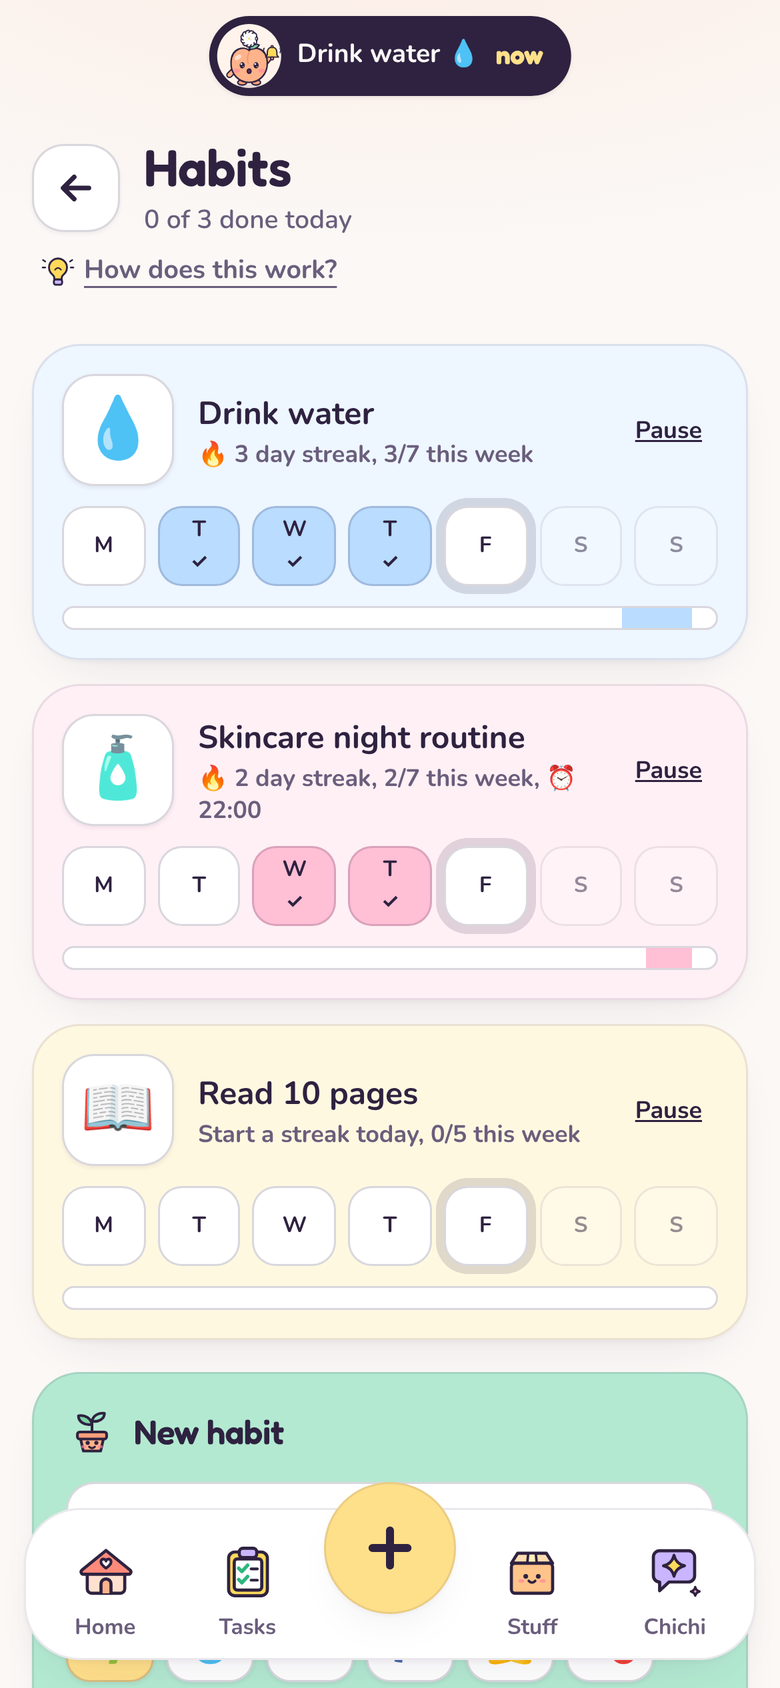 Drink water 💧 now
Habits
0 of 3 done today
How does this work?
Drink water
🔥 3 day streak, 3/7 this week
Pause
M T W T F S S
Skincare night routine
🔥 2 day streak, 2/7 this week, ⏰
22:00
Pause
M T W T F S S
Read 10 pages
Start a streak today, 0/5 this week
Pause
M T W T F S S
New habit
Home Tasks Stuff Chichi